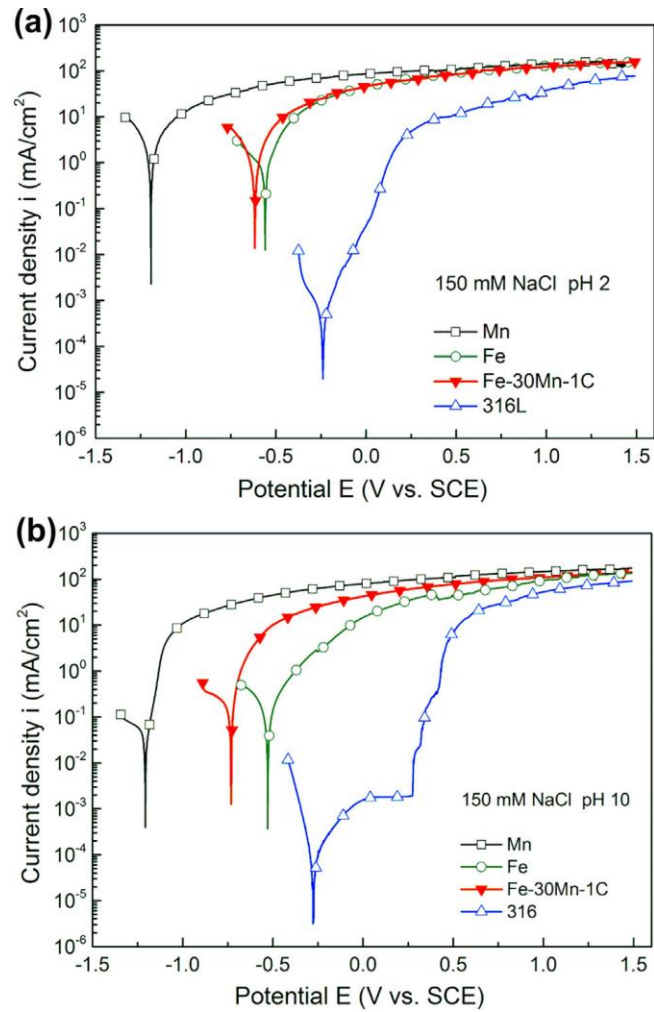 (a)
Current density i (mA/cm²)
10³
10²
10¹
10⁰
10⁻¹
10⁻²
10⁻³
10⁻⁴
10⁻⁵
10⁻⁶
150 mM NaCl pH 2
Mn
Fe
Fe-30Mn-1C
316L
-1.5 -1.0 -0.5 0.0 0.5 1.0 1.5
Potential E (V vs. SCE)
(b)
Current density i (mA/cm²)
10³
10²
10¹
10⁰
10⁻¹
10⁻²
10⁻³
10⁻⁴
10⁻⁵
10⁻⁶
150 mM NaCl pH 10
Mn
Fe
Fe-30Mn-1C
316
-1.5 -1.0 -0.5 0.0 0.5 1.0 1.5
Potential E (V vs. SCE)